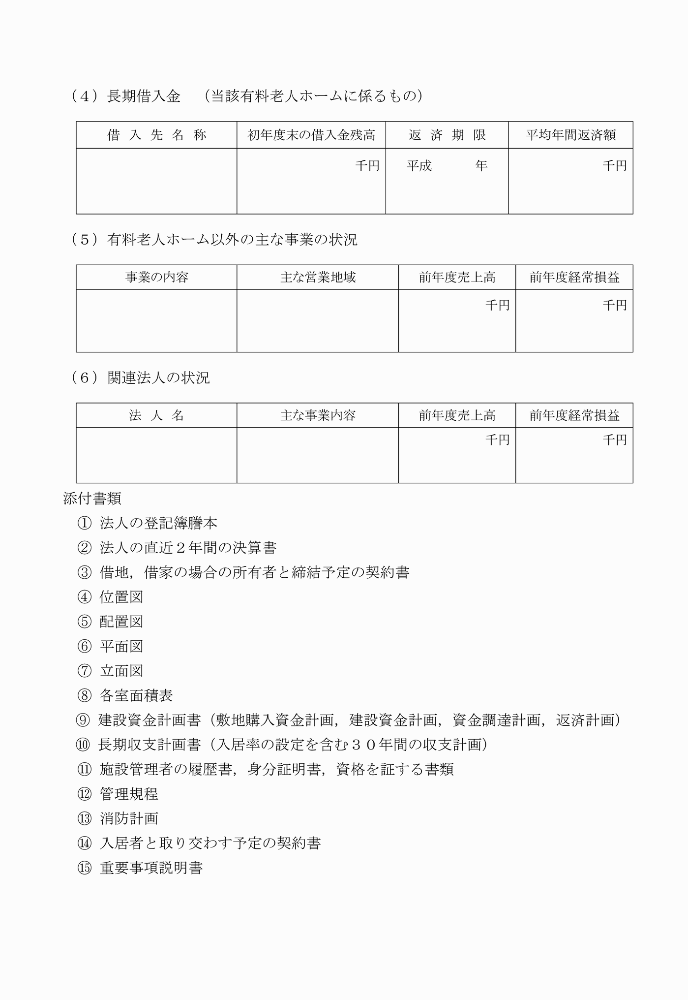 （４）長期借入金　（当該有料老人ホームに係るもの）
借 入 先 名 称　初年度末の借入金残高　返 済 期 限　平均年間返済額
千円　平成　　　年　千円
（５）有料老人ホーム以外の主な事業の状況
事業の内容　主な営業地域　前年度売上高　前年度経常損益
千円　千円
（６）関連法人の状況
法 人 名　主な事業内容　前年度売上高　前年度経常損益
千円　千円
添付書類
① 法人の登記簿謄本
② 法人の直近２年間の決算書
③ 借地，借家の場合の所有者と締結予定の契約書
④ 位置図
⑤ 配置図
⑥ 平面図
⑦ 立面図
⑧ 各室面積表
⑨ 建設資金計画書（敷地購入資金計画，建設資金計画，資金調達計画，返済計画）
⑩ 長期収支計画書（入居率の設定を含む３０年間の収支計画）
⑪ 施設管理者の履歴書，身分証明書，資格を証する書類
⑫ 管理規程
⑬ 消防計画
⑭ 入居者と取り交わす予定の契約書
⑮ 重要事項説明書